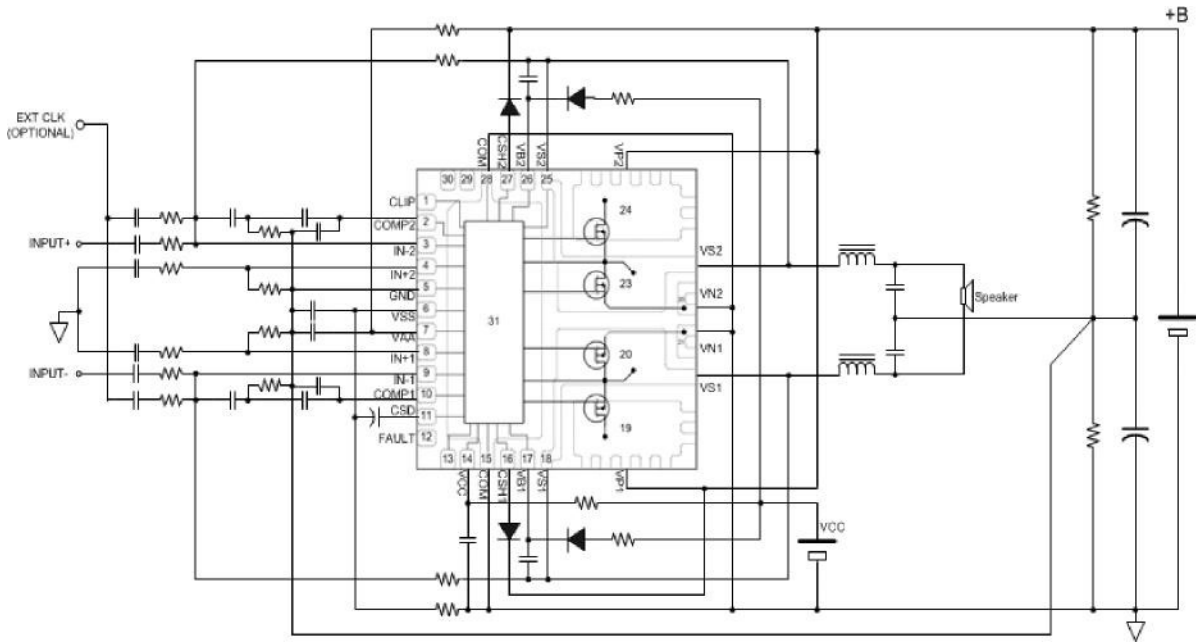 +B
EXT CLK
(OPTIONAL)
COM
CSH2
VB2
VS2
VP2
30 29 28 27 26 25
CLIP
1
COMP2
2
INPUT+
IN-2
3
IN+2
4
GND
5
VSS
6
VAA
7
IN+1
8
INPUT-
IN-1
9
COMP1
10
CSD
11
FAULT
12
31
24
23
20
19
VS2
VN2
VN1
VS1
Speaker
13 14 15 16 17 18
VCC
COM
CSH1
VB1
VS1
VP1
VCC